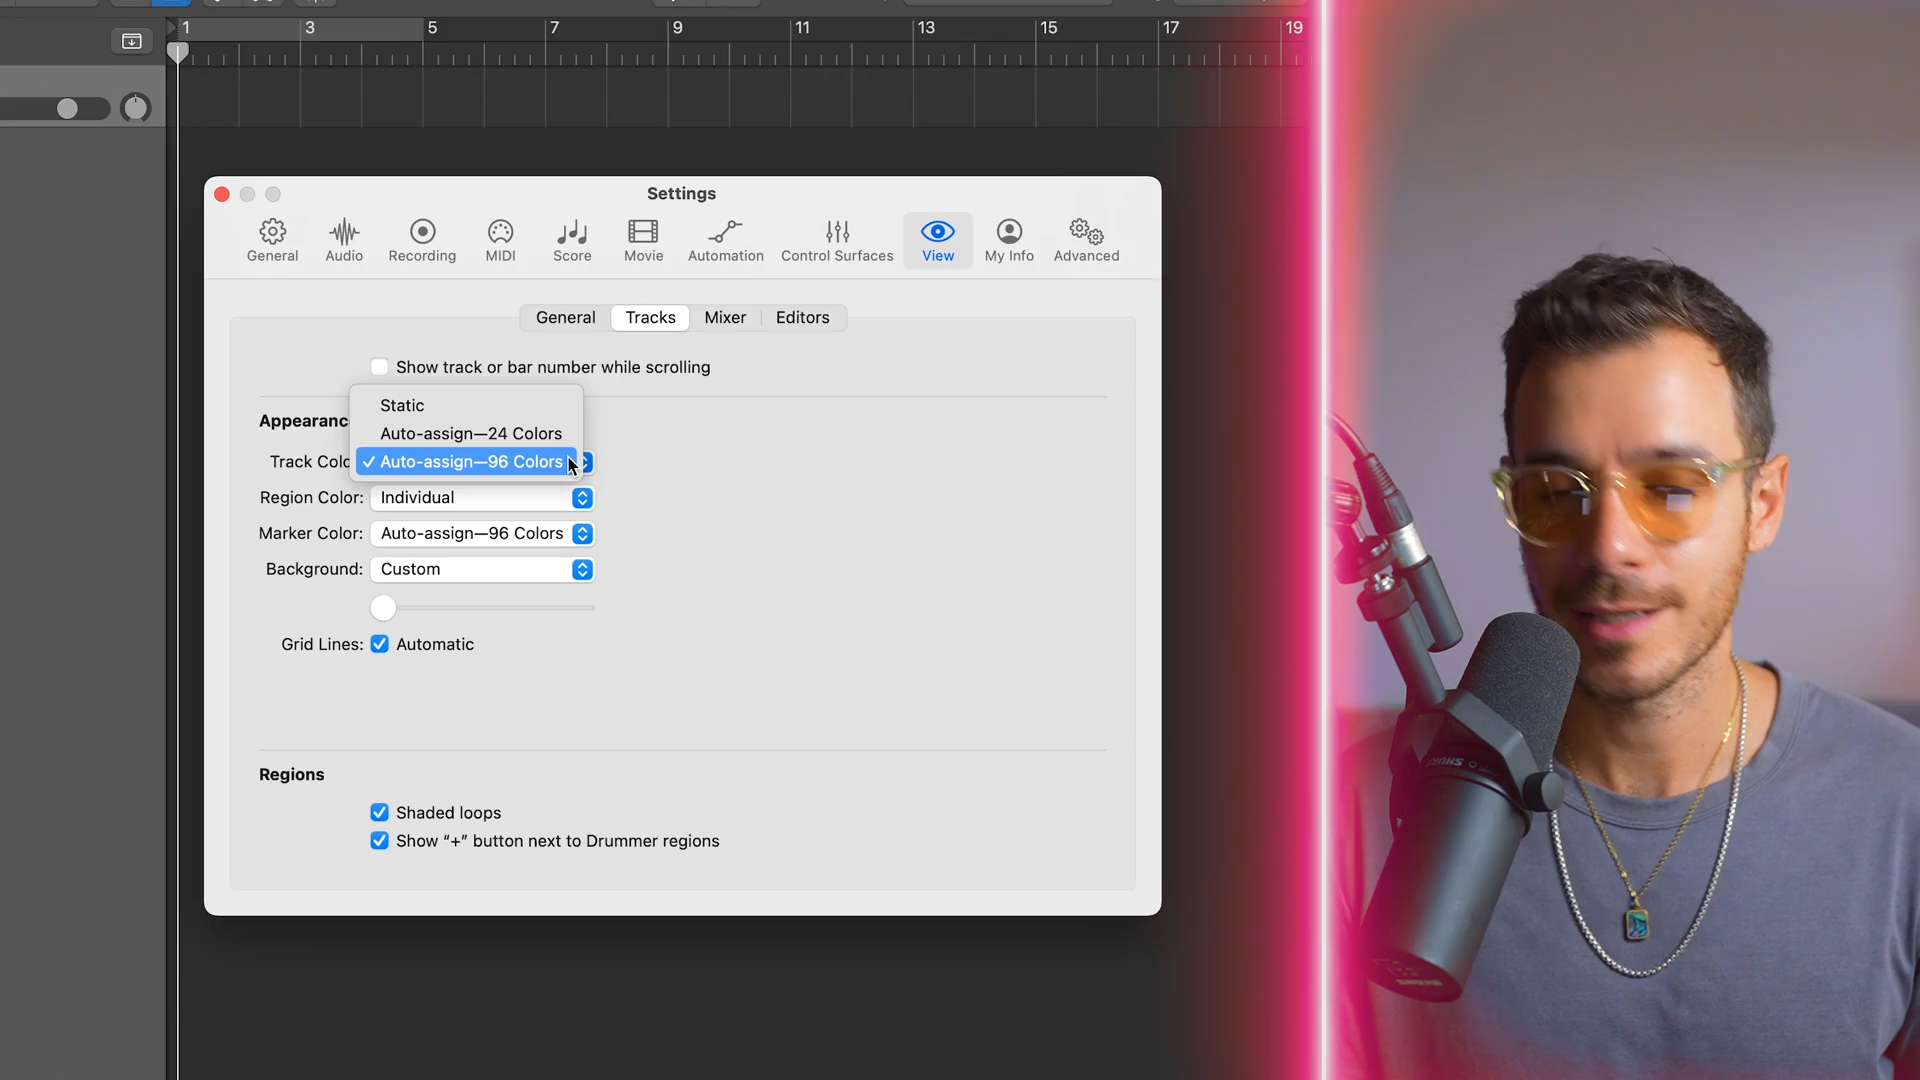 1 3 5 7 9 11 13 15 17 19
Settings
General Audio Recording MIDI Score Movie Automation Control Surfaces View My Info Advanced
General Tracks Mixer Editors
Show track or bar number while scrolling
Static
Appearanc
Auto-assign—24 Colors
Track Colo ✓ Auto-assign—96 Colors
Region Color: Individual
Marker Color: Auto-assign—96 Colors
Background: Custom
Grid Lines: Automatic
Regions
Shaded loops
Show “+” button next to Drummer regions
SHURE
SHURE